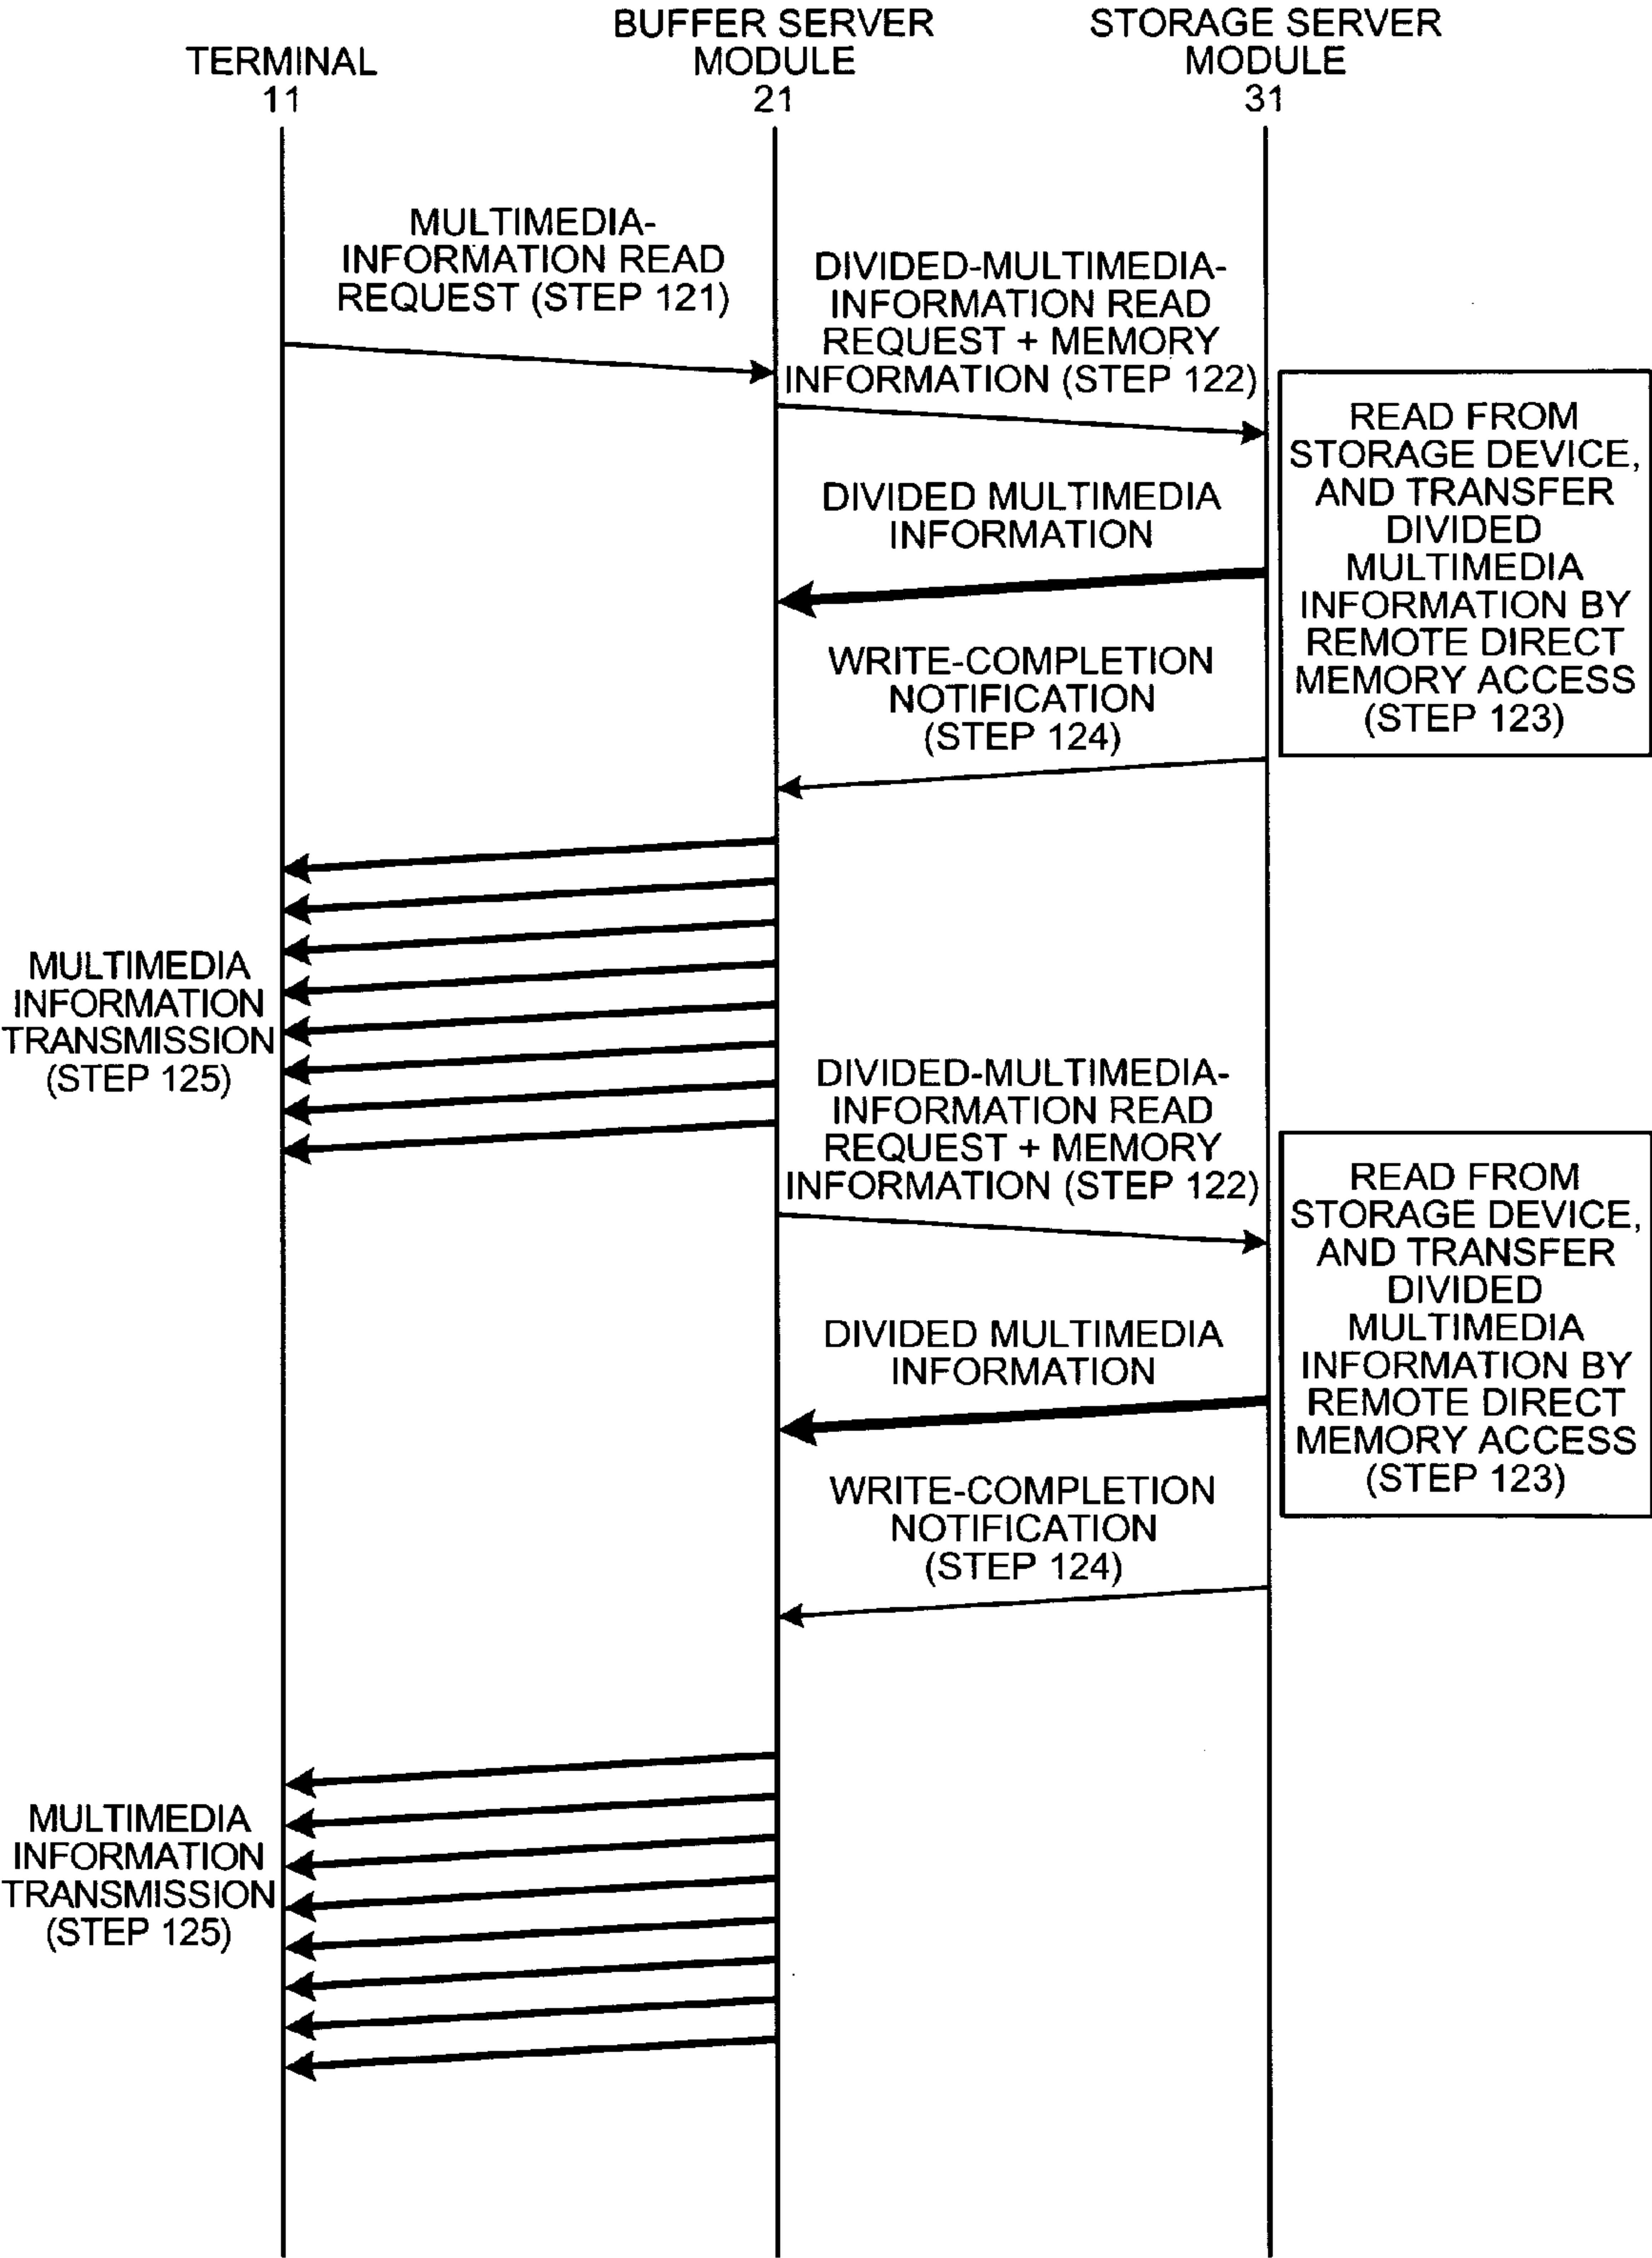 TERMINAL
11
BUFFER SERVER
MODULE
21
STORAGE SERVER
MODULE
31
MULTIMEDIA-
INFORMATION READ
REQUEST (STEP 121)
DIVIDED-MULTIMEDIA-
INFORMATION READ
REQUEST + MEMORY
INFORMATION (STEP 122)
READ FROM
STORAGE DEVICE,
AND TRANSFER
DIVIDED
MULTIMEDIA
INFORMATION BY
REMOTE DIRECT
MEMORY ACCESS
(STEP 123)
DIVIDED MULTIMEDIA
INFORMATION
WRITE-COMPLETION
NOTIFICATION
(STEP 124)
MULTIMEDIA
INFORMATION
TRANSMISSION
(STEP 125)
DIVIDED-MULTIMEDIA-
INFORMATION READ
REQUEST + MEMORY
INFORMATION (STEP 122)
READ FROM
STORAGE DEVICE,
AND TRANSFER
DIVIDED
MULTIMEDIA
INFORMATION BY
REMOTE DIRECT
MEMORY ACCESS
(STEP 123)
DIVIDED MULTIMEDIA
INFORMATION
WRITE-COMPLETION
NOTIFICATION
(STEP 124)
MULTIMEDIA
INFORMATION
TRANSMISSION
(STEP 125)